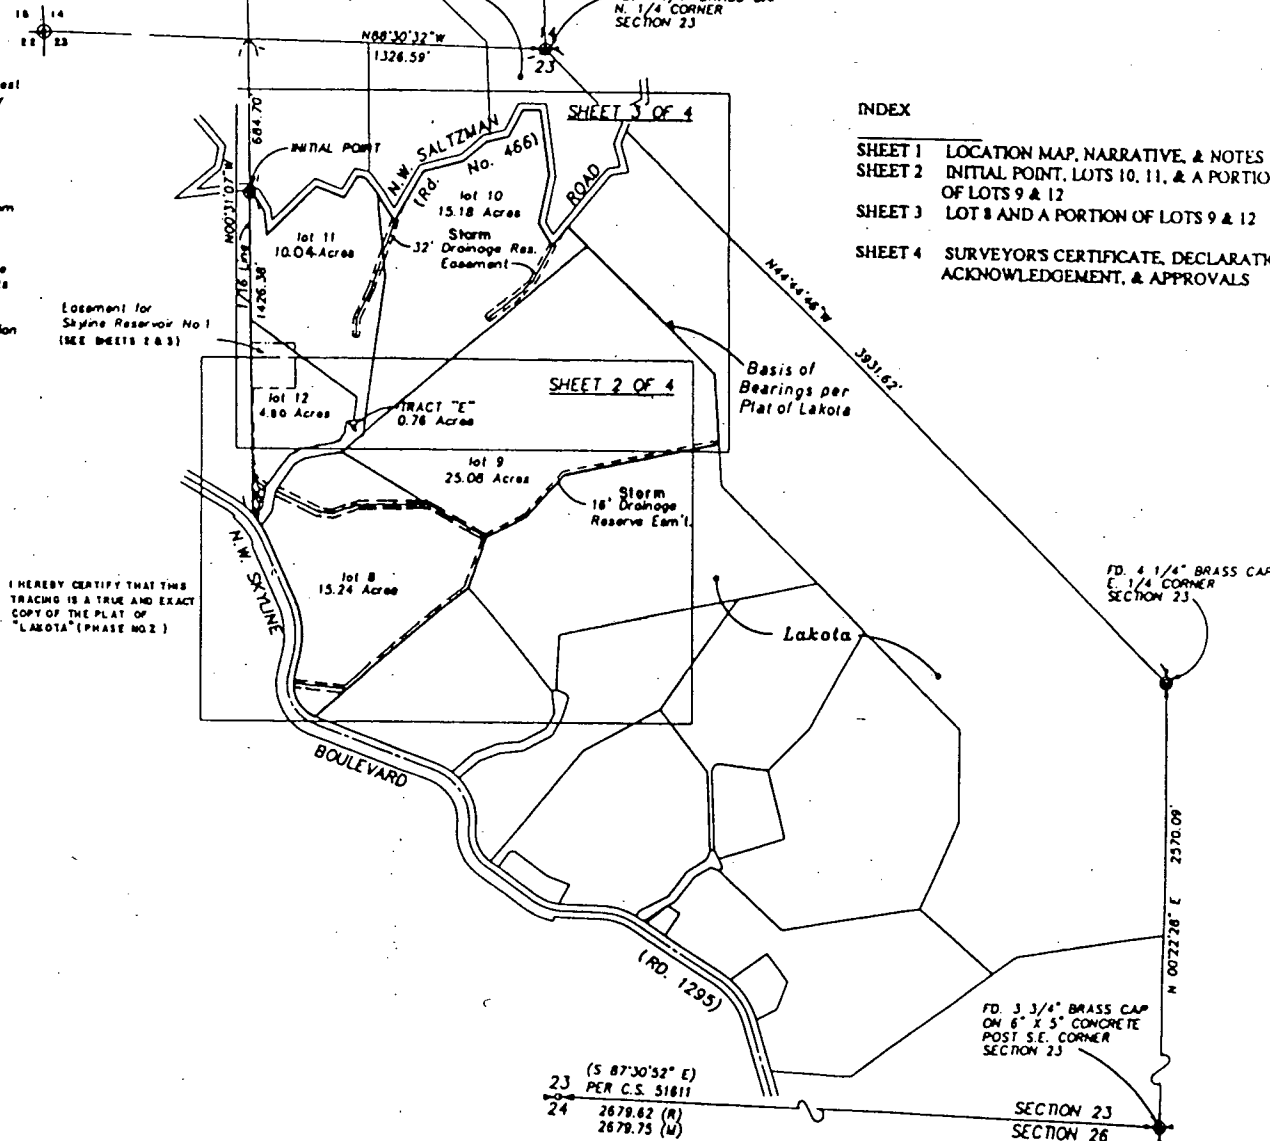 N. 1/4 CORNER
SECTION 23
15 14
22 23
14
23
N88°30'32"W
1326.59'
684.70'
SHEET 3 OF 4
INITIAL POINT
N.W. SALTZMAN
(Rd. No. 466)
ROAD
N00°31'07"W
1/16 Line
1426.38'
lot 10
15.18 Acres
lot 11
10.04 Acres
Storm
32' Drainage Res.
Easement
Easement for
Skyline Reservoir No 1
(SEE SHEETS 2 & 3)
INDEX
SHEET 1 LOCATION MAP, NARRATIVE, & NOTES
SHEET 2 INITIAL POINT, LOTS 10, 11, & A PORTIO
OF LOTS 9 & 12
SHEET 3 LOT 8 AND A PORTION OF LOTS 9 & 12
SHEET 4 SURVEYOR'S CERTIFICATE, DECLARATI
ACKNOWLEDGEMENT, & APPROVALS
N44°44'46"W
3931.62'
Basis of
Bearings per
Plat of Lakota
SHEET 2 OF 4
lot 12
4.80 Acres
TRACT "E"
0.76 Acres
lot 9
25.08 Acres
Storm
16' Drainage
Reserve Esm't.
lot 8
15.24 Acres
N.W. SKYLINE
BOULEVARD
(RD. 1295)
I HEREBY CERTIFY THAT THIS
TRACING IS A TRUE AND EXACT
COPY OF THE PLAT OF
"LAKOTA" (PHASE NO.2)
Lakota
FD. 4 1/4" BRASS CAP
E. 1/4 CORNER
SECTION 23
2570.09'
N 00°22'28" E
FD. 3 3/4" BRASS CAP
ON 6" X 5" CONCRETE
POST S.E. CORNER
SECTION 23
23
24
(S 87°30'52" E)
PER C.S. 51611
2679.62 (R)
2679.75 (M)
SECTION 23
SECTION 26